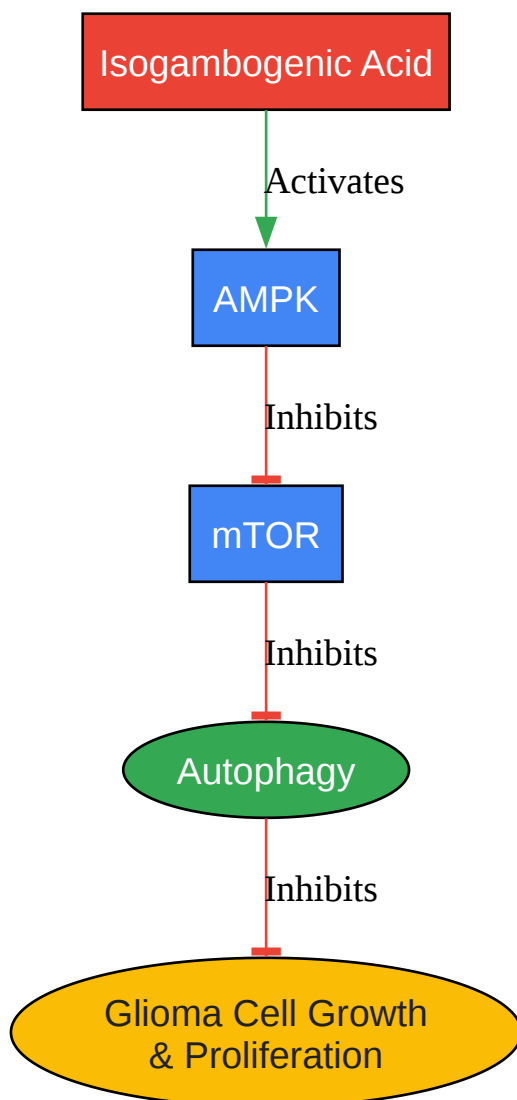 Isogambogenic Acid
Activates
AMPK
Inhibits
mTOR
Inhibits
Autophagy
Inhibits
Glioma Cell Growth
& Proliferation